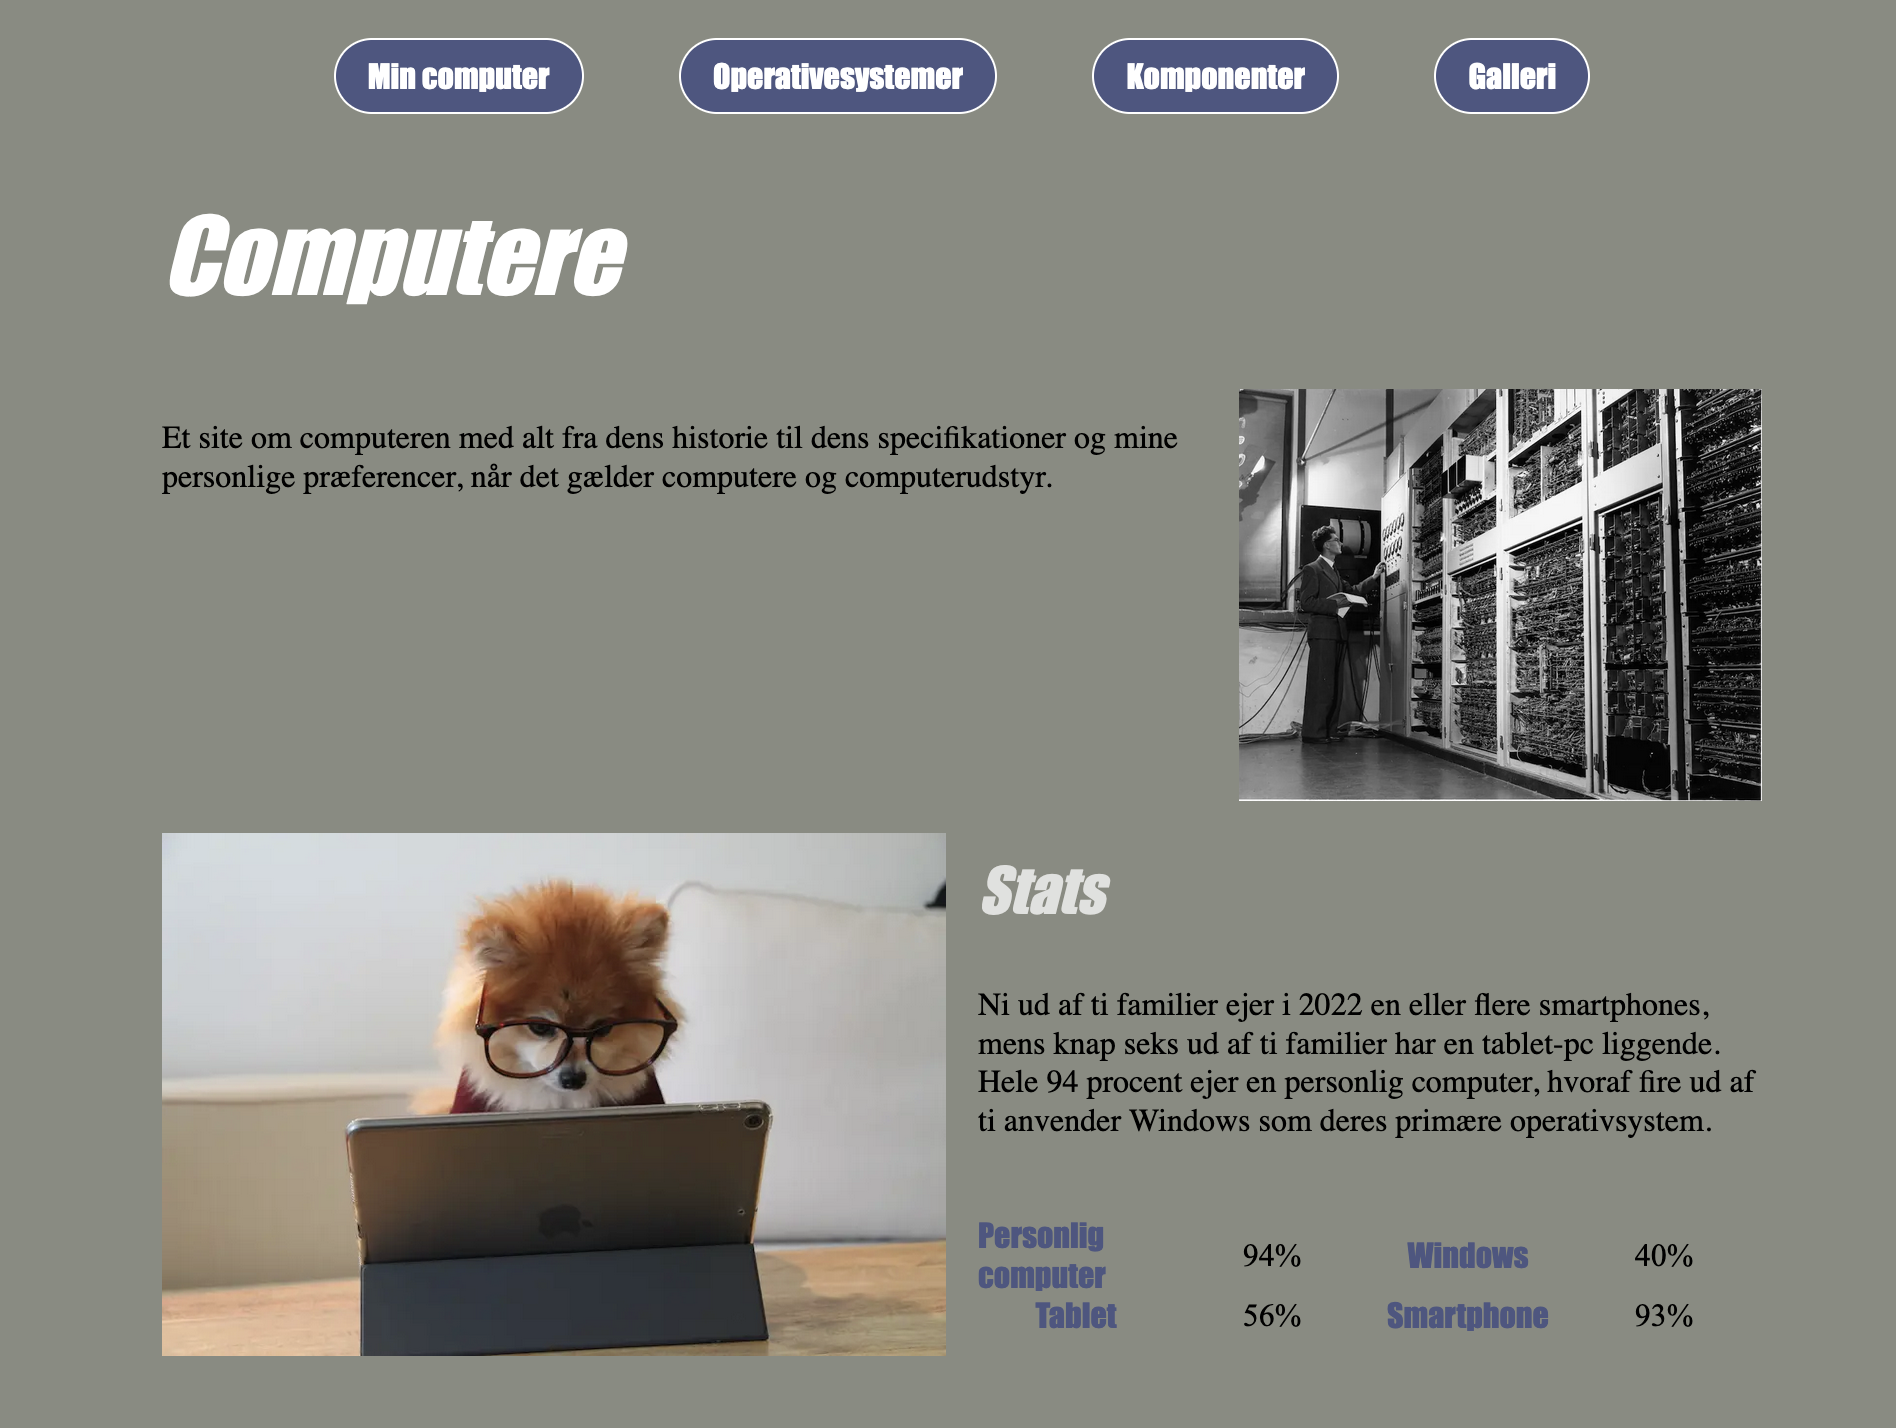 Min computer
Operativesystemer
Komponenter
Galleri
Computere
Et site om computeren med alt fra dens historie til dens specifikationer og mine
personlige præferencer, når det gælder computere og computerudstyr.
Stats
Ni ud af ti familier ejer i 2022 en eller flere smartphones,
mens knap seks ud af ti familier har en tablet-pc liggende.
Hele 94 procent ejer en personlig computer, hvoraf fire ud af
ti anvender Windows som deres primære operativsystem.
Personlig
computer
94%
Windows
40%
Tablet
56%
Smartphone
93%